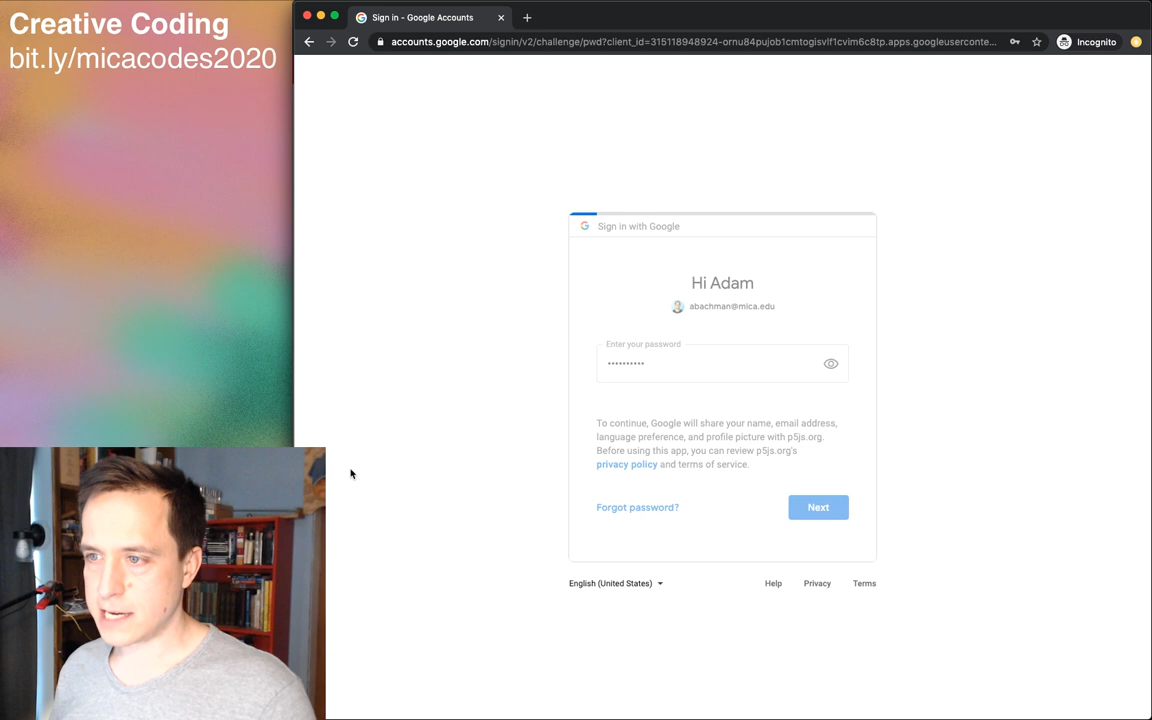 Creative Coding
bit.ly/micacodes2020
Sign in - Google Accounts
accounts.google.com/signin/v2/challenge/pwd?client_id=315118948924-ornu84pujob1cmtogisvlf1cvim6c8tp.apps.googleuserconte...
Incognito
Sign in with Google
Hi Adam
abachman@mica.edu
Enter your password
••••••••••
To continue, Google will share your name, email address,
language preference, and profile picture with p5js.org.
Before using this app, you can review p5js.org's
privacy policy and terms of service.
Forgot password?
Next
English (United States)
Help
Privacy
Terms